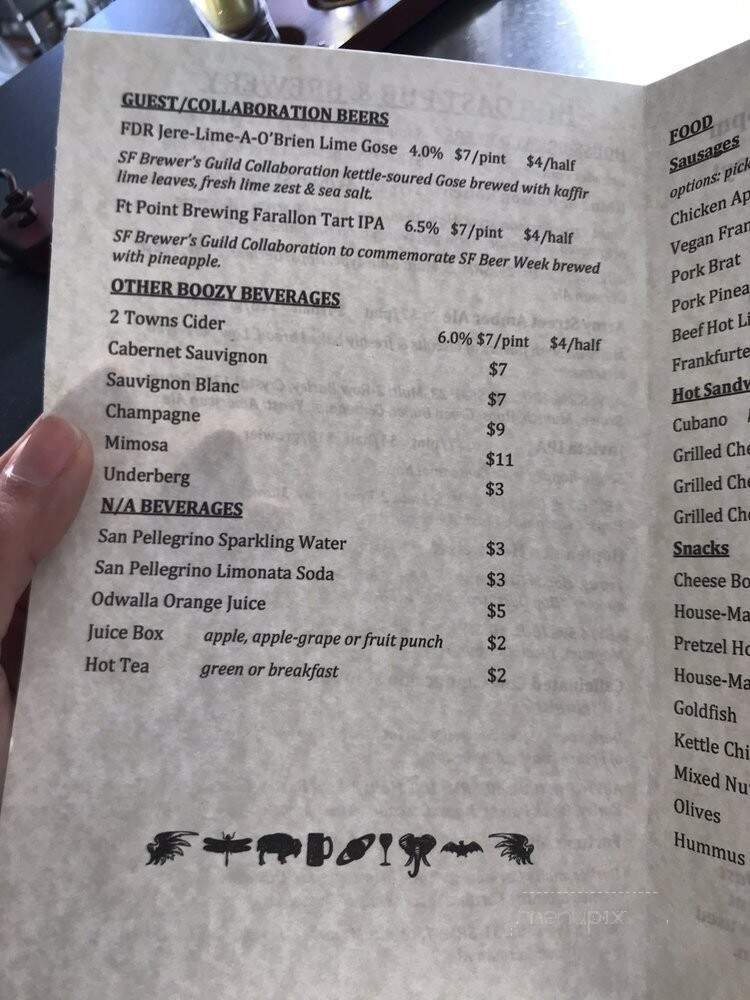 GUEST/COLLABORATION BEERS
FDR Jere-Lime-A-O'Brien Lime Gose 4.0% $7/pint $4/half
SF Brewer's Guild Collaboration kettle-soured Gose brewed with kaffir
lime leaves, fresh lime zest & sea salt.
Ft Point Brewing Farallon Tart IPA 6.5% $7/pint $4/half
SF Brewer's Guild Collaboration to commemorate SF Beer Week brewed
with pineapple.
OTHER BOOZY BEVERAGES
2 Towns Cider 6.0% $7/pint $4/half
Cabernet Sauvignon $7
Sauvignon Blanc $7
Champagne $9
Mimosa $11
Underberg $3
N/A BEVERAGES
San Pellegrino Sparkling Water $3
San Pellegrino Limonata Soda $3
Odwalla Orange Juice $5
Juice Box apple, apple-grape or fruit punch $2
Hot Tea green or breakfast $2
FOOD
Sausages
options: pick
Chicken Ap
Vegan Fran
Pork Brat
Pork Pinea
Beef Hot Li
Frankfurte
Hot Sandw
Cubano
Grilled Che
Grilled Che
Grilled Che
Snacks
Cheese Bo
House-Ma
Pretzel Ho
House-Ma
Goldfish
Kettle Chi
Mixed Nu
Olives
Hummus
menupix